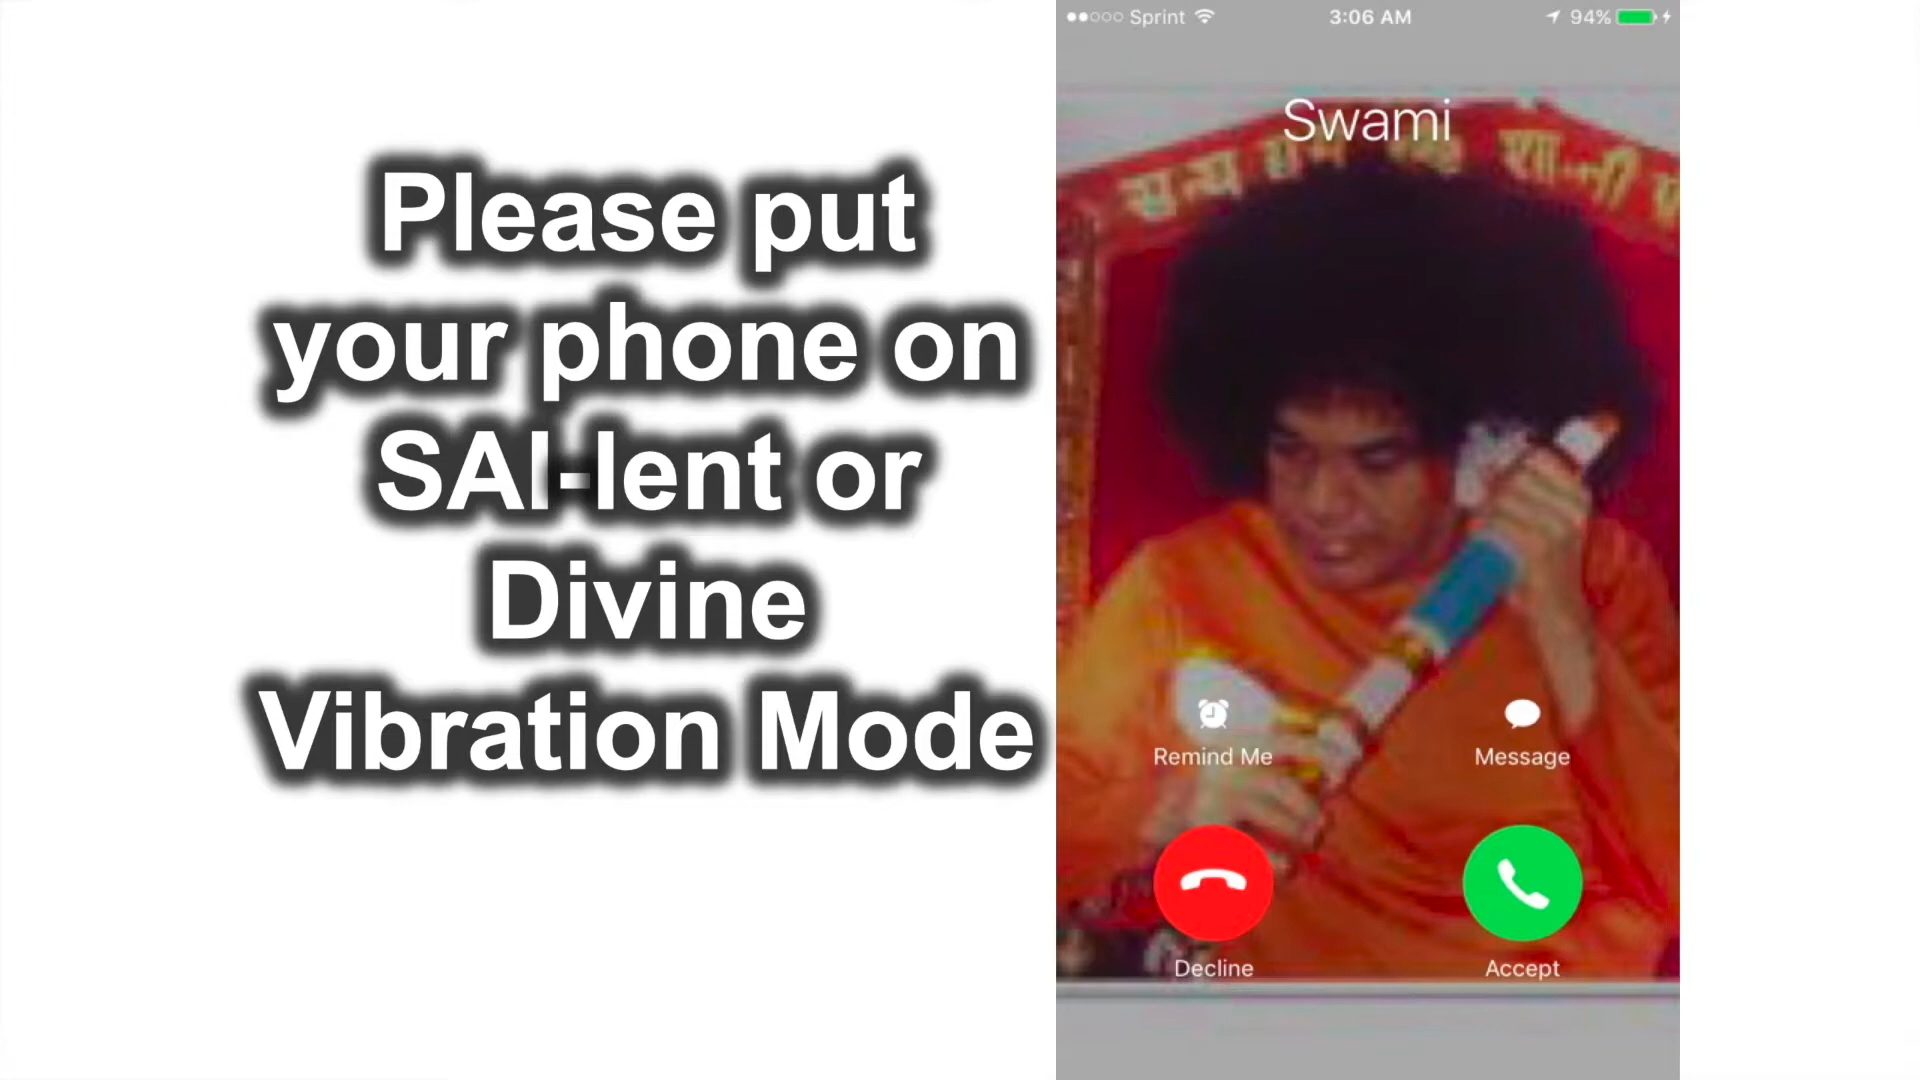 Please put
your phone on
SAI-lent or
Divine
Vibration Mode
Sprint 3:06 AM 94%
Swami
सत्य
Remind Me Message
Decline Accept